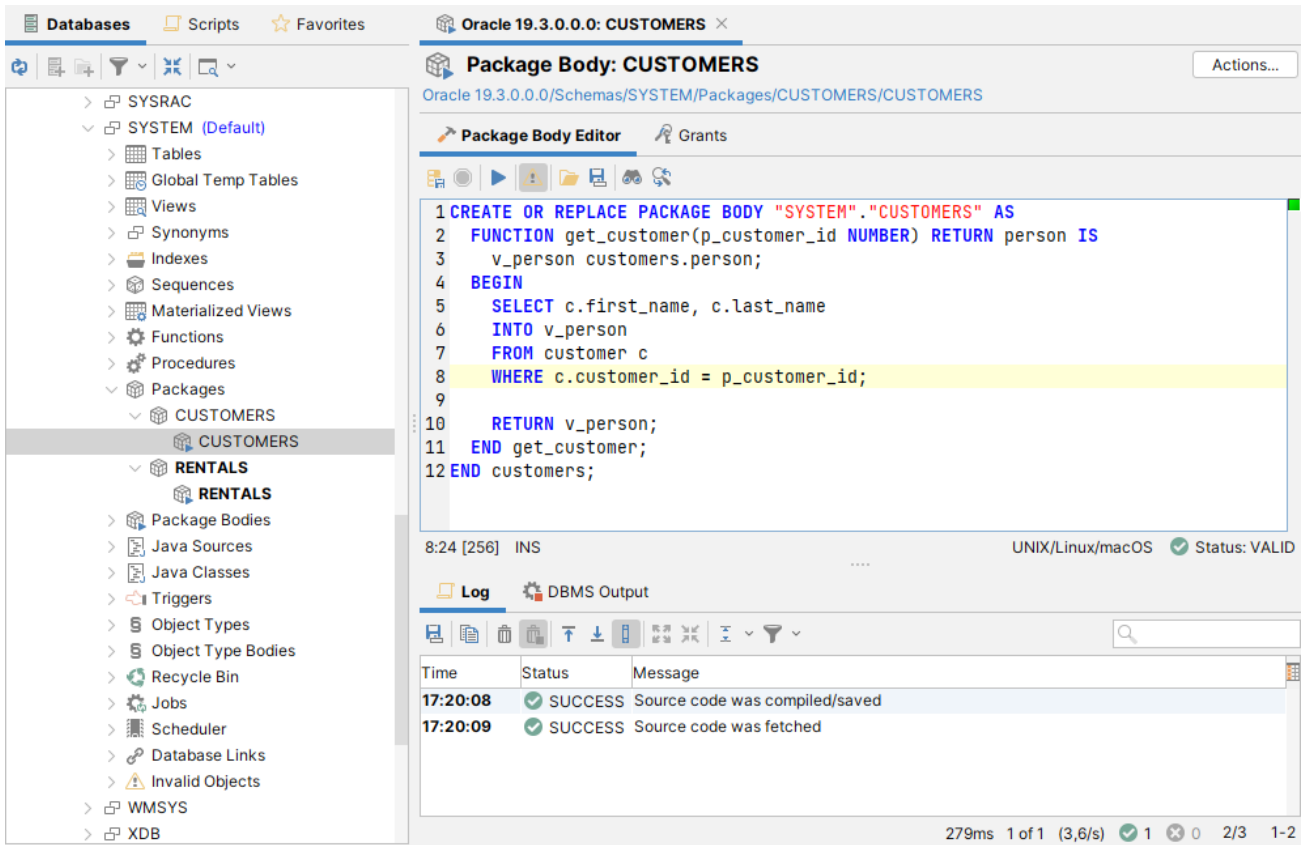 Databases
Scripts
Favorites
SYSRAC
SYSTEM (Default)
Tables
Global Temp Tables
Views
Synonyms
Indexes
Sequences
Materialized Views
Functions
Procedures
Packages
CUSTOMERS
CUSTOMERS
RENTALS
RENTALS
Package Bodies
Java Sources
Java Classes
Triggers
Object Types
Object Type Bodies
Recycle Bin
Jobs
Scheduler
Database Links
Invalid Objects
WMSYS
XDB
Oracle 19.3.0.0.0: CUSTOMERS
Package Body: CUSTOMERS
Actions...
Oracle 19.3.0.0.0/Schemas/SYSTEM/Packages/CUSTOMERS/CUSTOMERS
Package Body Editor
Grants
1 CREATE OR REPLACE PACKAGE BODY "SYSTEM"."CUSTOMERS" AS
2 FUNCTION get_customer(p_customer_id NUMBER) RETURN person IS
3 v_person customers.person;
4 BEGIN
5 SELECT c.first_name, c.last_name
6 INTO v_person
7 FROM customer c
8 WHERE c.customer_id = p_customer_id;
9
10 RETURN v_person;
11 END get_customer;
12 END customers;
8:24 [256] INS
UNIX/Linux/macOS
Status: VALID
Log
DBMS Output
Time Status Message
17:20:08 SUCCESS Source code was compiled/saved
17:20:09 SUCCESS Source code was fetched
279ms 1 of 1 (3,6/s) 1 0 2/3 1-2